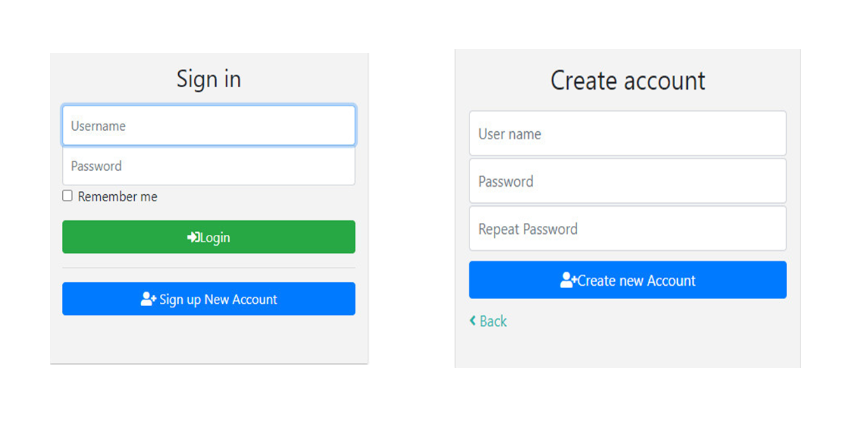 Sign in
Username
Password
Remember me
Login
Sign up New Account
Create account
User name
Password
Repeat Password
Create new Account
Back